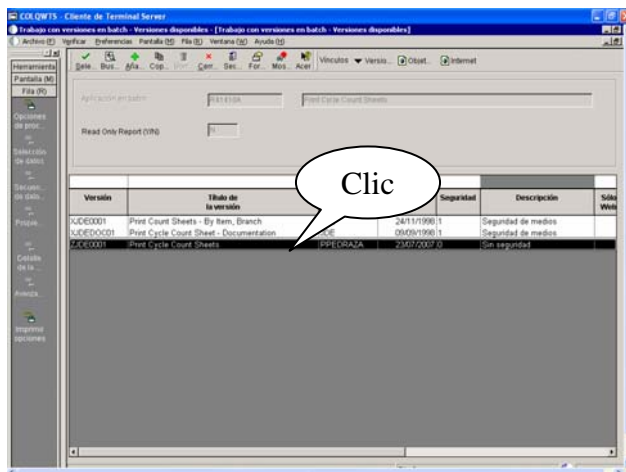 COLQWTS - Cliente de Terminal Server
Trabajo con versiones en batch - Versiones disponibles - [Trabajo con versiones en batch - Versiones disponibles]
Archivo (F) Verificar Preferencias Pantalla (M) Fila (R) Ventana (W) Ayuda (H)
Herramienta
Pantalla (M)
Fila (R)
Sele... Bus... Aña... Cop... Cerr... Sec... For... Mos... Acer Vínculos Versio... Objet... Internet
Opciones de proc...
Selección de datos
Secuen... de dato...
Detalle de la ...
Avanza...
Imprimir opciones
Aplicación en batch R41410A Print Cycle Count Sheets
Read Only Report (Y/N) N
Clic
Versión Título de la versión Seguridad Descripción Sólo
XJDE0001 Print Count Sheets - By Item, Branch 24/11/1998 1 Seguridad de medios
XJDEDOC01 Print Cycle Count Sheet - Documentation JDE 09/09/1998 1 Seguridad de medios
ZJDE0001 Print Cycle Count Sheets PPEDRAZA 23/07/2007 0 Sin seguridad